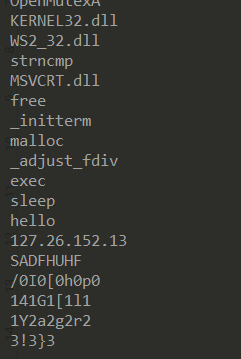 OpenMutexA
KERNEL32.dll
WS2_32.dll
strncmp
MSVCRT.dll
free
_initterm
malloc
_adjust_fdiv
exec
sleep
hello
127.26.152.13
SADFHUHF
/0I0[0h0p0
141G1[1l1
1Y2a2g2r2
3!3}3